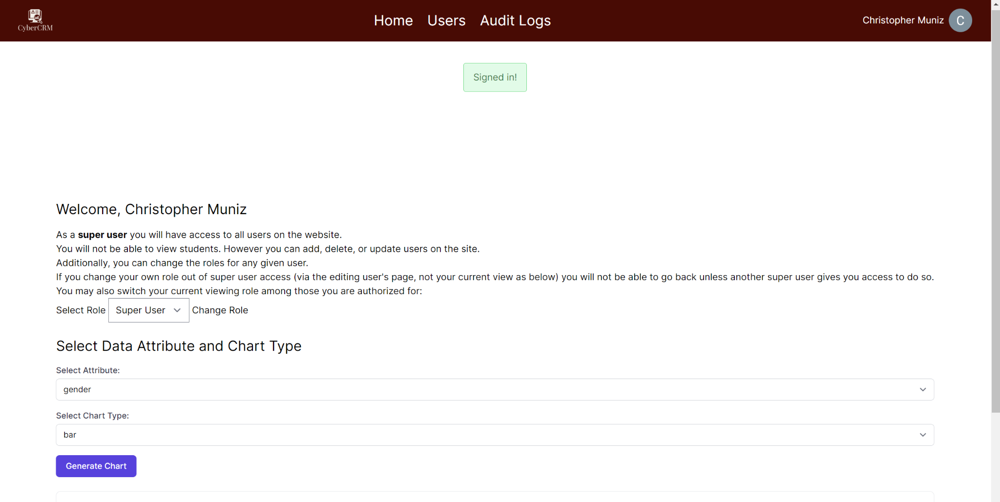 CyberCRM
Home Users Audit Logs
Christopher Muniz C
Signed in!
Welcome, Christopher Muniz
As a super user you will have access to all users on the website.
You will not be able to view students. However you can add, delete, or update users on the site.
Additionally, you can change the roles for any given user.
If you change your own role out of super user access (via the editing user's page, not your current view as below) you will not be able to go back unless another super user gives you access to do so.
You may also switch your current viewing role among those you are authorized for:
Select Role Super User Change Role
Select Data Attribute and Chart Type
Select Attribute:
gender
Select Chart Type:
bar
Generate Chart